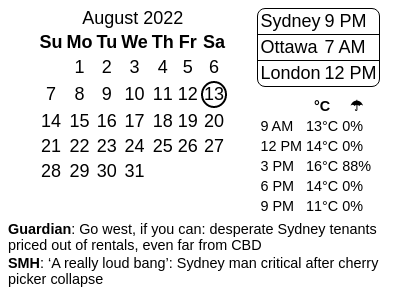 August 2022
Su Mo Tu We Th Fr Sa
1 2 3 4 5 6
7 8 9 10 11 12 13
14 15 16 17 18 19 20
21 22 23 24 25 26 27
28 29 30 31
Sydney 9 PM
Ottawa 7 AM
London 12 PM
°C ☂
9 AM 13°C 0%
12 PM 14°C 0%
3 PM 16°C 88%
6 PM 14°C 0%
9 PM 11°C 0%
Guardian: Go west, if you can: desperate Sydney tenants
priced out of rentals, even far from CBD
SMH: ‘A really loud bang’: Sydney man critical after cherry
picker collapse